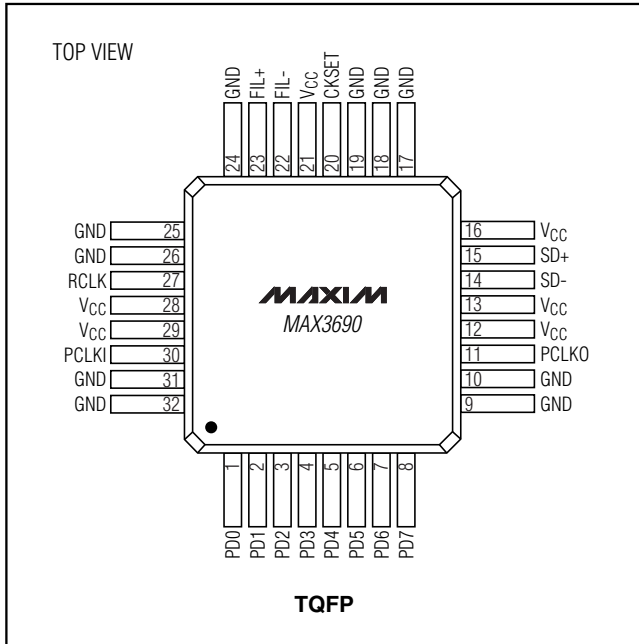 TOP VIEW
GND
FIL+
FIL-
VCC
CKSET
GND
GND
GND
24
23
22
21
20
19
18
17
GND 25
GND 26
RCLK 27
VCC 28
VCC 29
PCLKI 30
GND 31
GND 32
MAXIM
MAX3690
16 VCC
15 SD+
14 SD-
13 VCC
12 VCC
11 PCLKO
10 GND
9 GND
1
2
3
4
5
6
7
8
PD0
PD1
PD2
PD3
PD4
PD5
PD6
PD7
TQFP